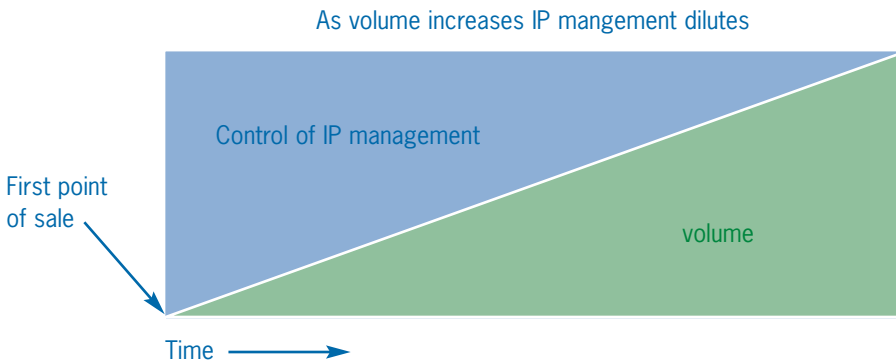 As volume increases IP mangement dilutes
Control of IP management
First point
of sale
volume
Time